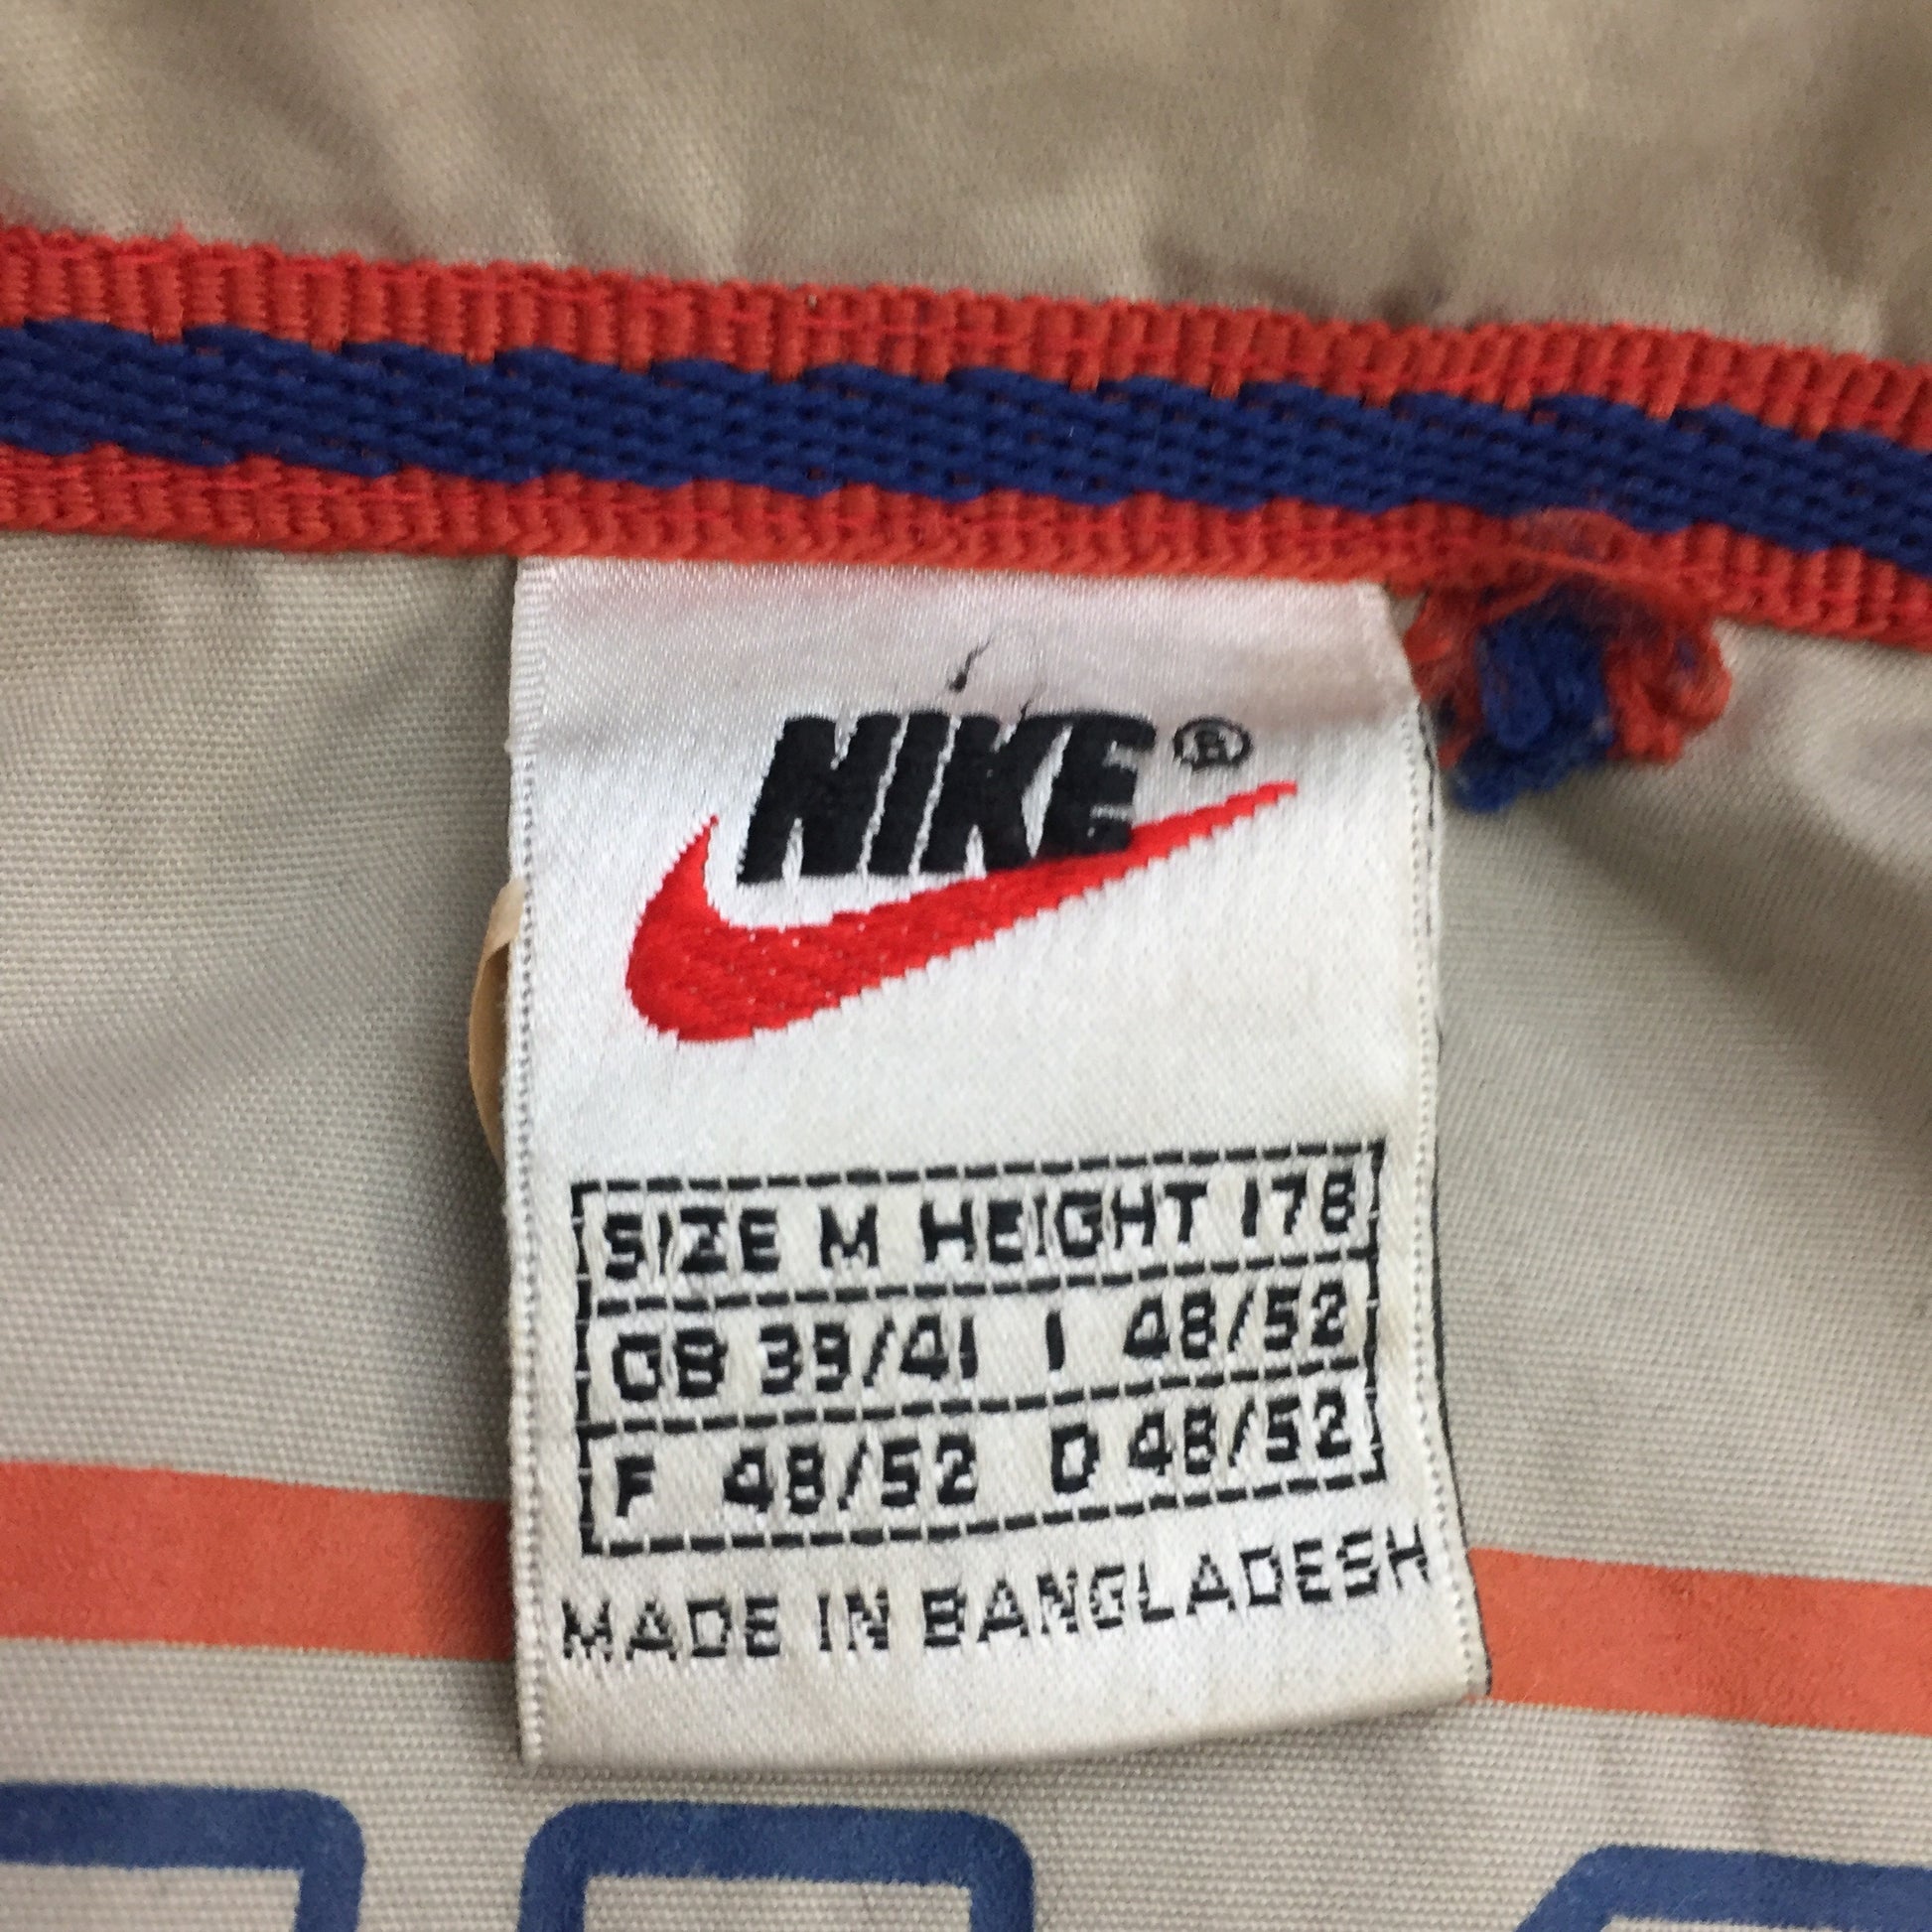 NIKE®
SIZE M HEIGHT 178
GB 39/41 I 48/52
F 48/52 D 48/52
MADE IN BANGLADESH